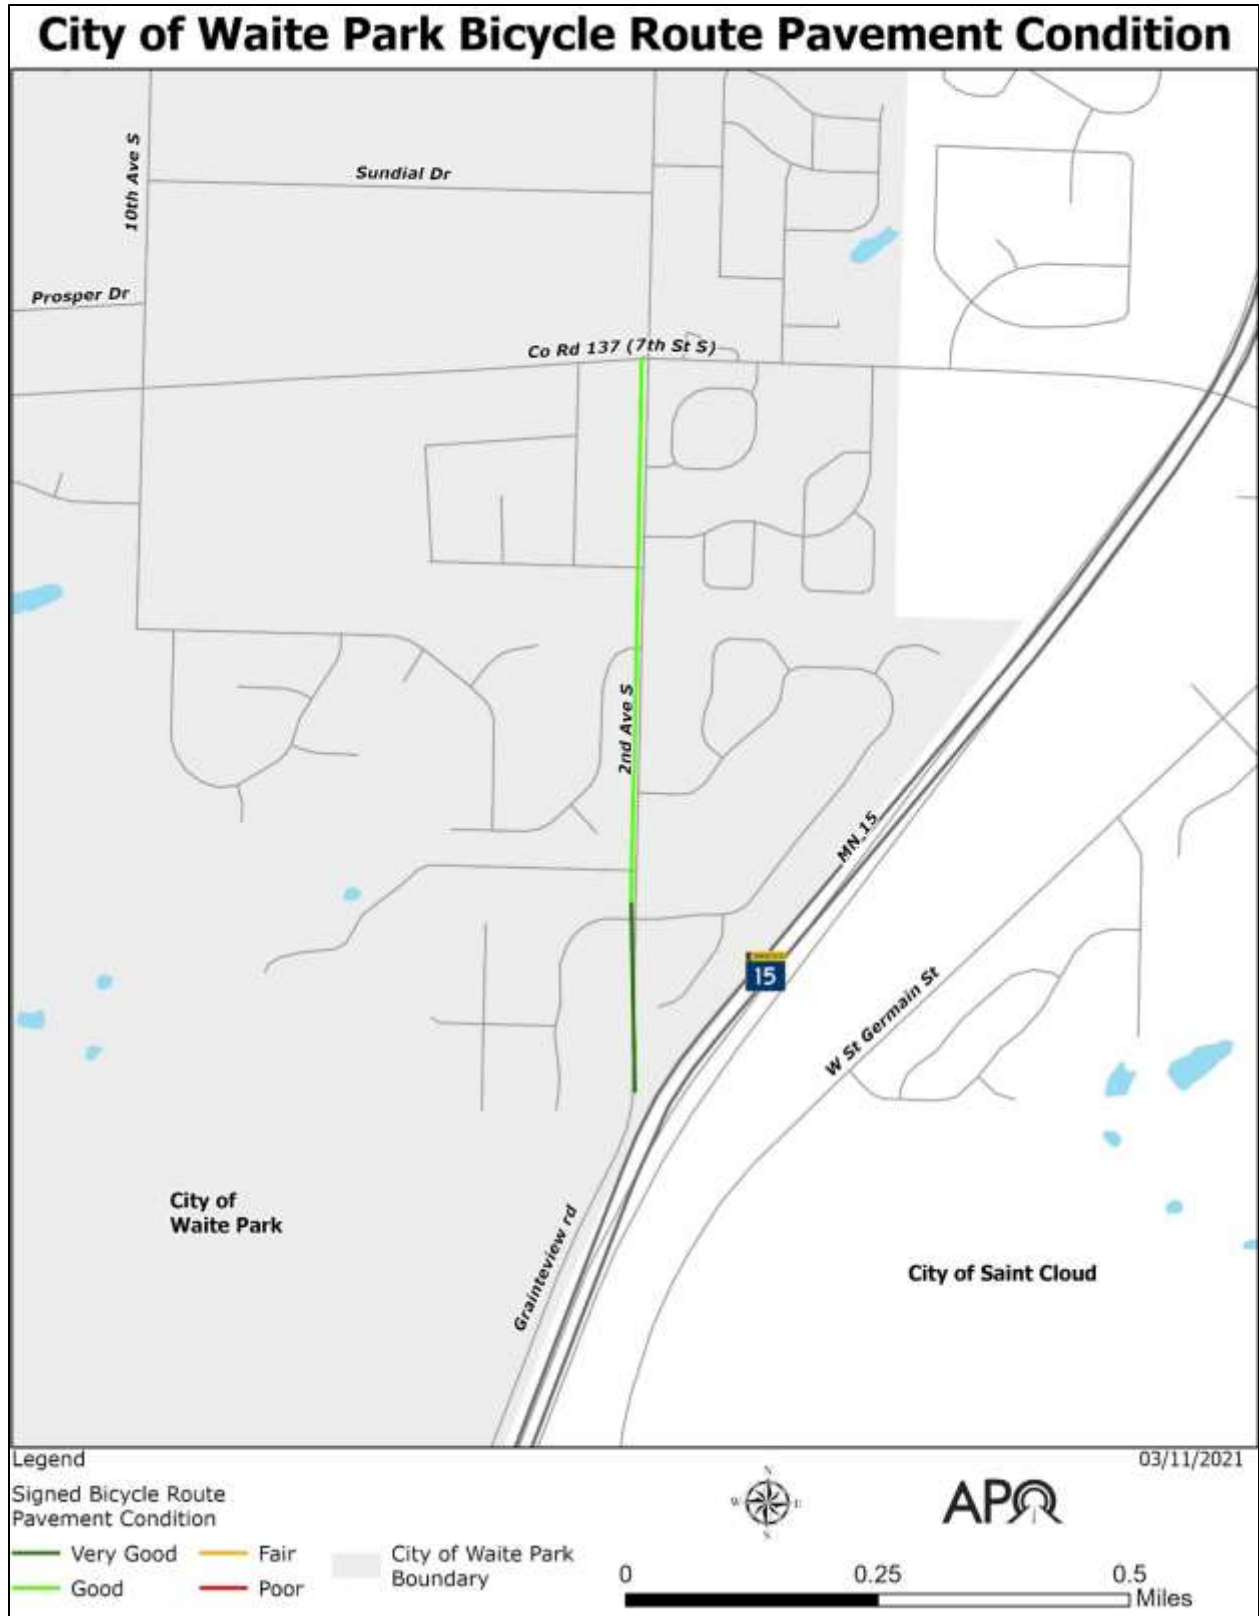 City of Waite Park Bicycle Route Pavement Condition
10th Ave S
Sundial Dr
Prosper Dr
Co Rd 137 (7th St S)
2nd Ave S
MN 15
15
W St Germain St
City of
Waite Park
Grainteview rd
City of Saint Cloud
Legend
03/11/2021
Signed Bicycle Route
Pavement Condition
Very Good
Fair
Good
Poor
City of Waite Park
Boundary
N
W
E
S
APO
0
0.25
0.5
Miles